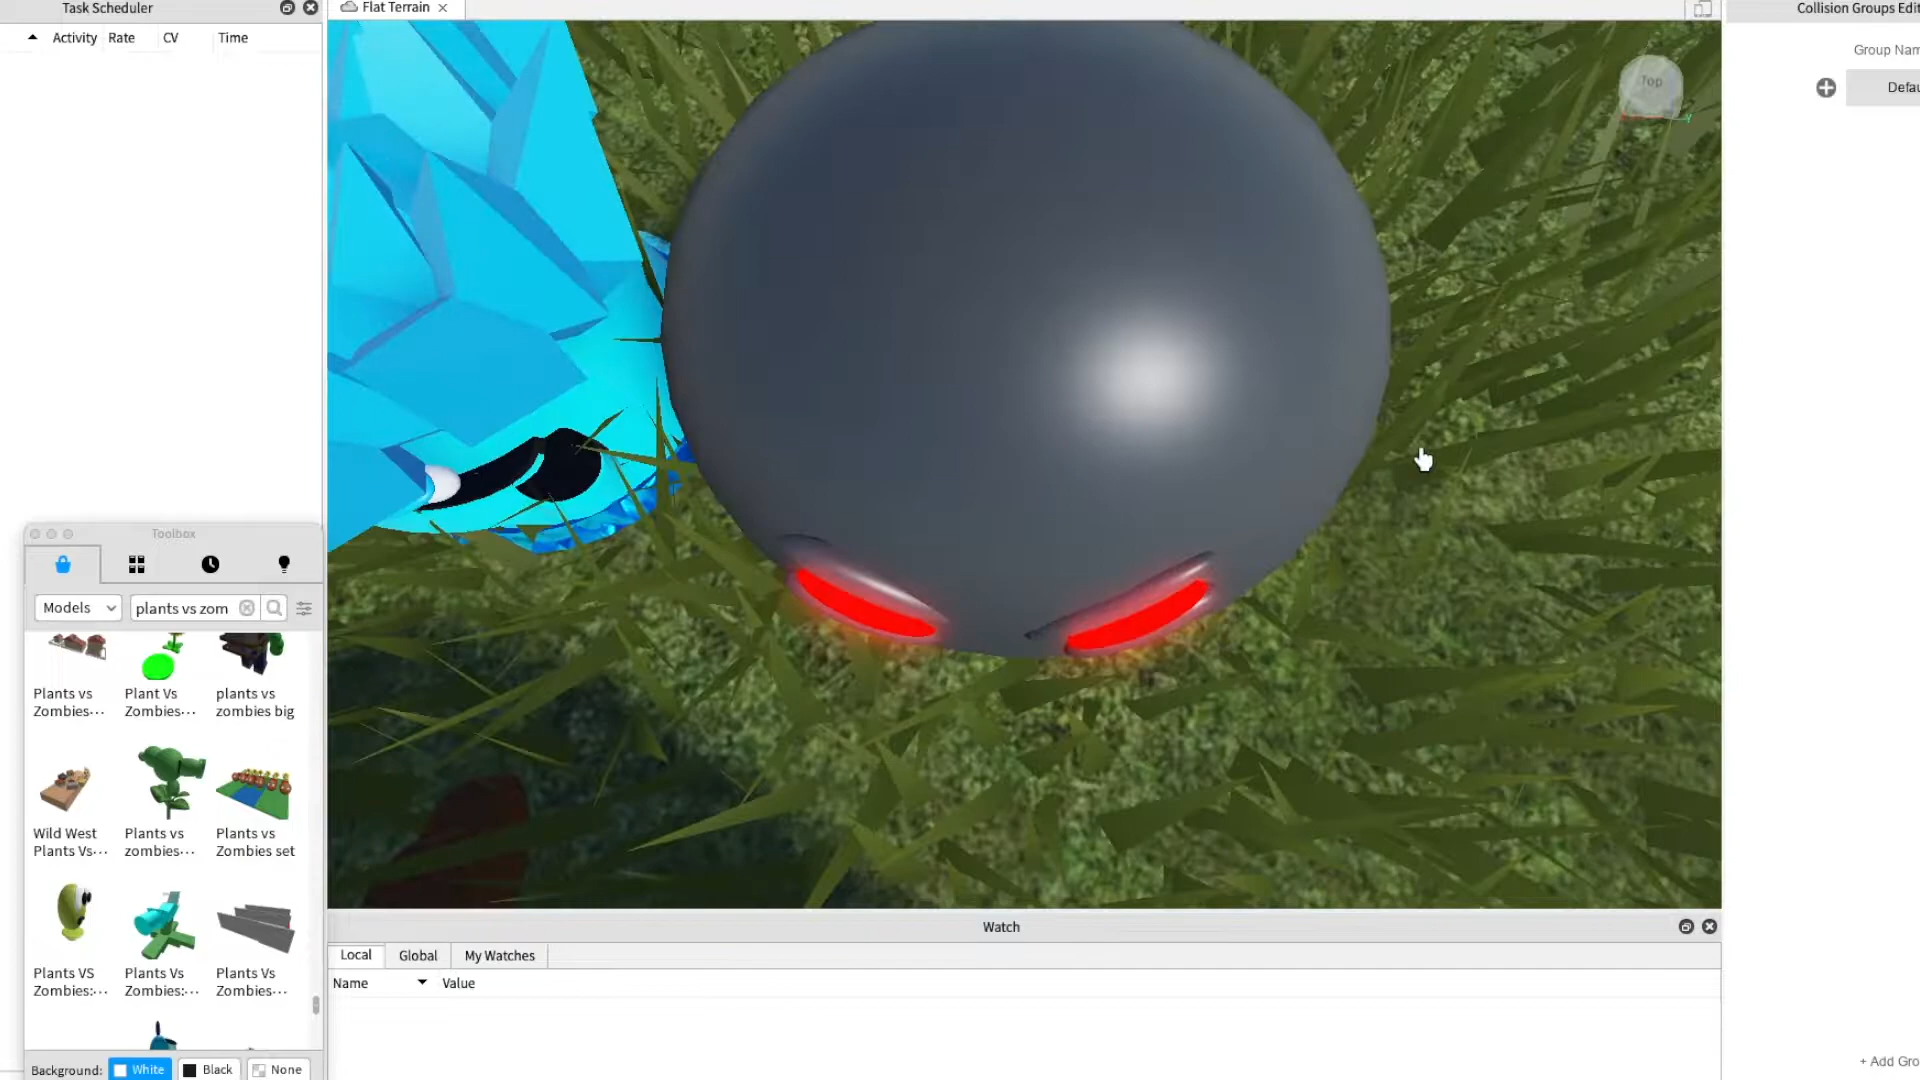 Task Scheduler
Activity Rate CV Time
Flat Terrain
Collision Groups Edit
Group Nam
Defau
Top
Toolbox
Models
plants vs zom
Plants vs
Zombies···
Plant Vs
Zombies···
plants vs
zombies big
Wild West
Plants Vs···
Plants vs
zombies···
Plants vs
Zombies set
Plants VS
Zombies:···
Plants Vs
Zombies:···
Plants Vs
Zombies···
Background: White Black None
Watch
Local Global My Watches
Name Value
+ Add Gro